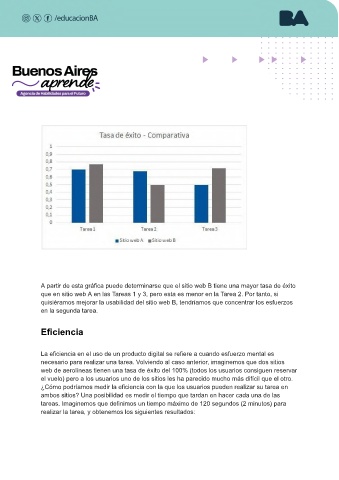 /educacionBA
BA
Buenos Aires
aprende
Agencia de Habilidades para el Futuro
Tasa de éxito - Comparativa
1
0,9
0,8
0,7
0,6
0,5
0,4
0,3
0,2
0,1
0
Tarea 1 Tarea 2 Tarea 3
Sitio web A Sitio web B
A partir de esta gráfica puede determinarse que el sitio web B tiene una mayor tasa de éxito
que en sitio web A en las Tareas 1 y 3, pero esta es menor en la Tarea 2. Por tanto, si
quisiéramos mejorar la usabilidad del sitio web B, tendríamos que concentrar los esfuerzos
en la segunda tarea.
Eficiencia
La eficiencia en el uso de un producto digital se refiere a cuando esfuerzo mental es
necesario para realizar una tarea. Volviendo al caso anterior, imaginemos que dos sitios
web de aerolíneas tienen una tasa de éxito del 100% (todos los usuarios consiguen reservar
el vuelo) pero a los usuarios uno de los sitios les ha parecido mucho más difícil que el otro.
¿Cómo podríamos medir la eficiencia con la que los usuarios pueden realizar su tarea en
ambos sitios? Una posibilidad es medir el tiempo que tardan en hacer cada una de las
tareas. Imaginemos que definimos un tiempo máximo de 120 segundos (2 minutos) para
realizar la tarea, y obtenemos los siguientes resultados: